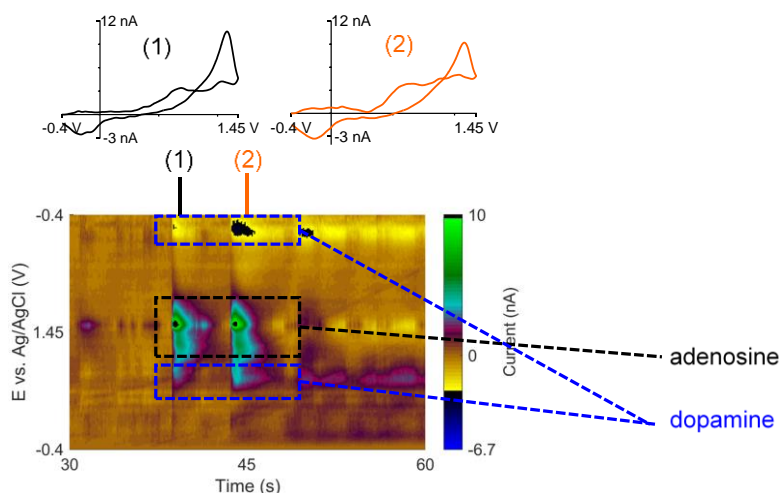 12 nA
(1)
-0.4 V
1.45 V
-3 nA
12 nA
(2)
-0.4 V
1.45 V
-3 nA
(1)
(2)
E vs. Ag/AgCl (V)
-0.4
1.45
-0.4
30
45
60
Time (s)
10
0
-6.7
Current (nA)
adenosine
dopamine